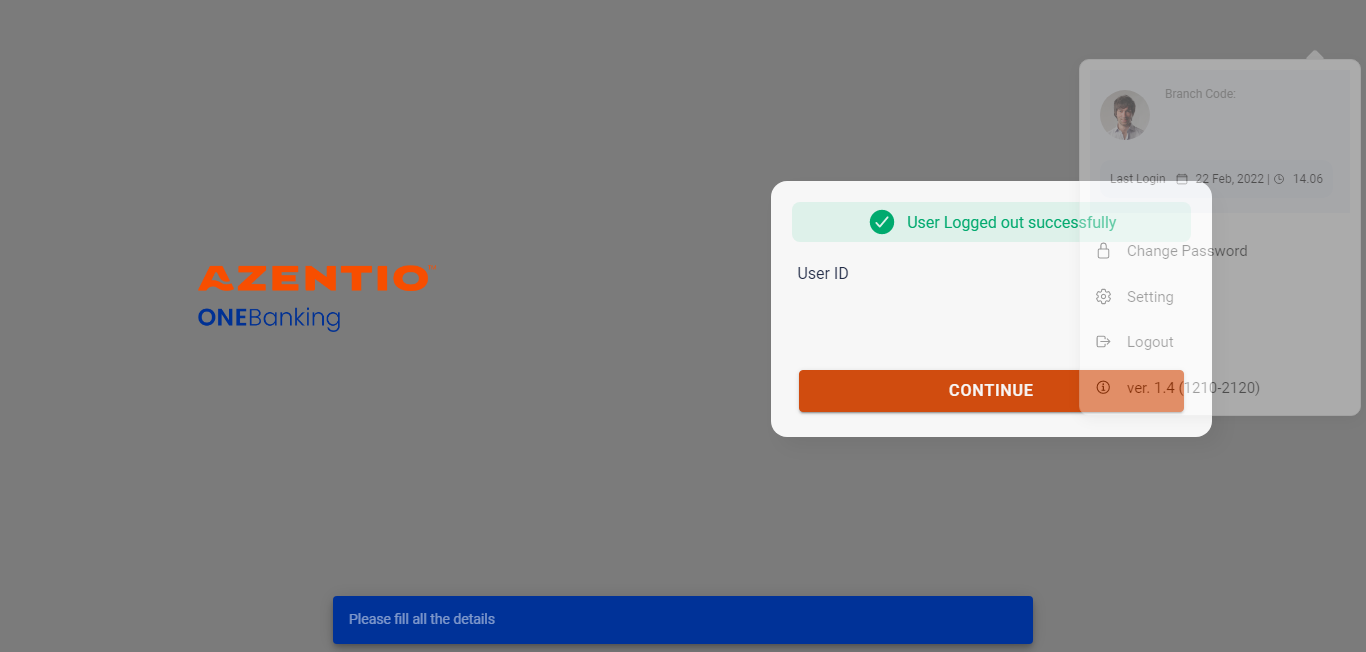 AZENTIO
ONEBanking
Branch Code:
Last Login 22 Feb, 2022 | 14.06
User Logged out successfully
User ID
Change Password
Setting
Logout
ver. 1.4 (1210-2120)
CONTINUE
Please fill all the details